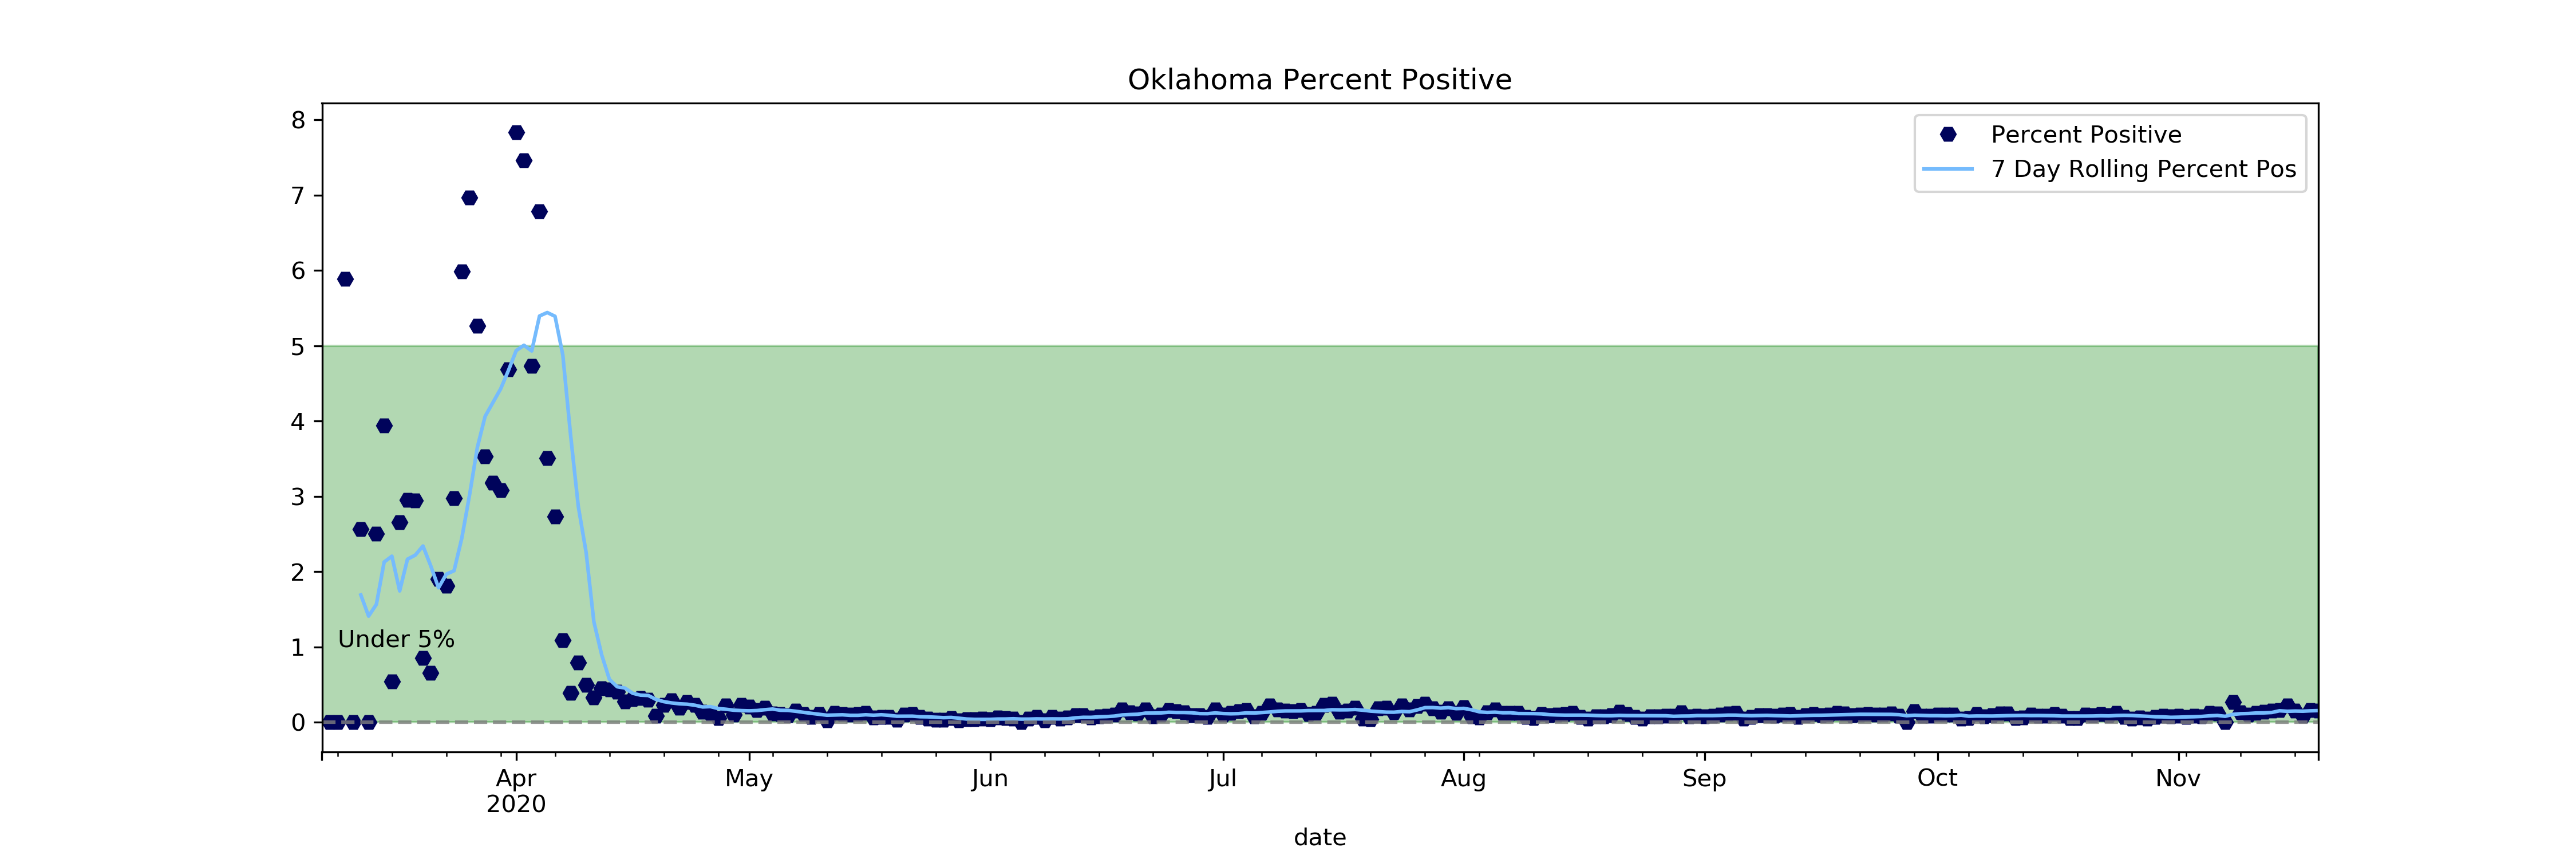 Oklahoma Percent Positive
8
7
6
5
4
3
2
1
0
Percent Positive
7 Day Rolling Percent Pos
Under 5%
Apr May Jun Jul Aug Sep Oct Nov
2020
date